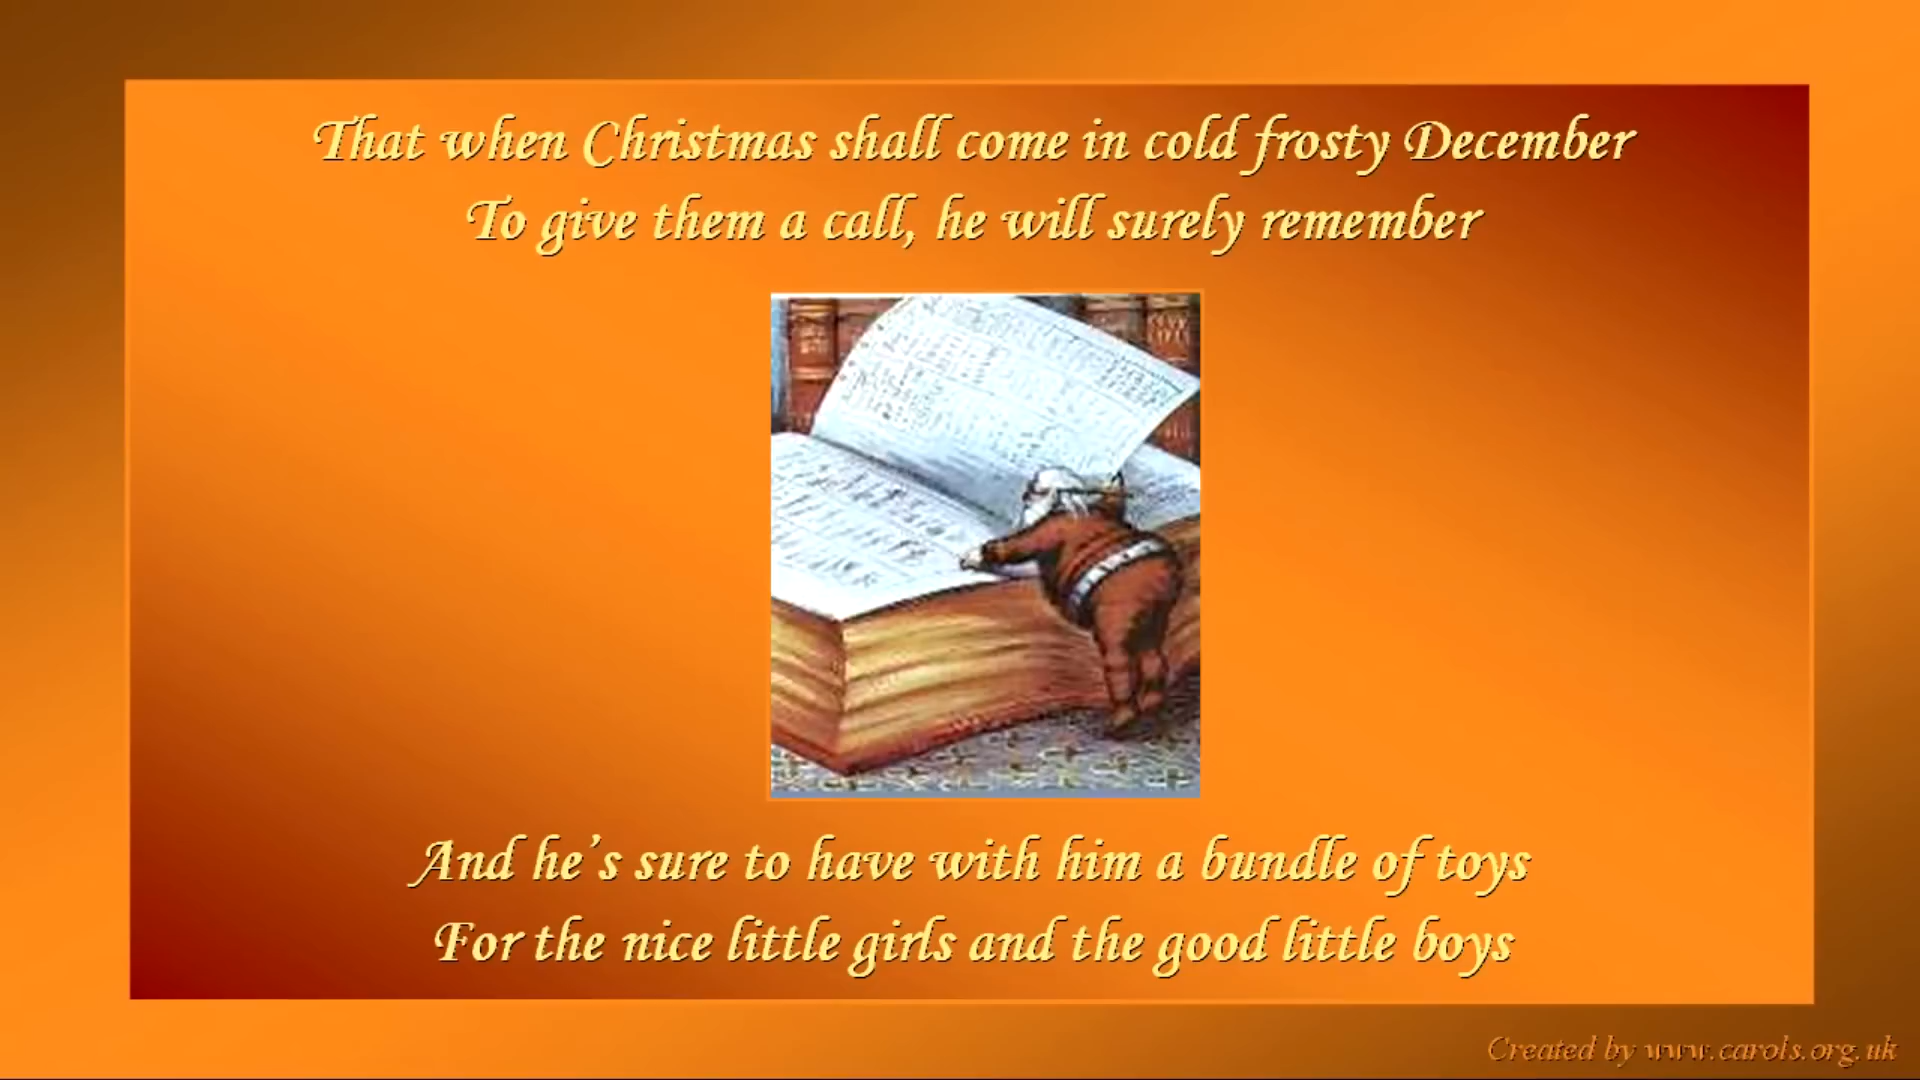 That when Christmas shall come in cold frosty December
To give them a call, he will surely remember
And he's sure to have with him a bundle of toys
For the nice little girls and the good little boys
Created by www.carols.org.uk